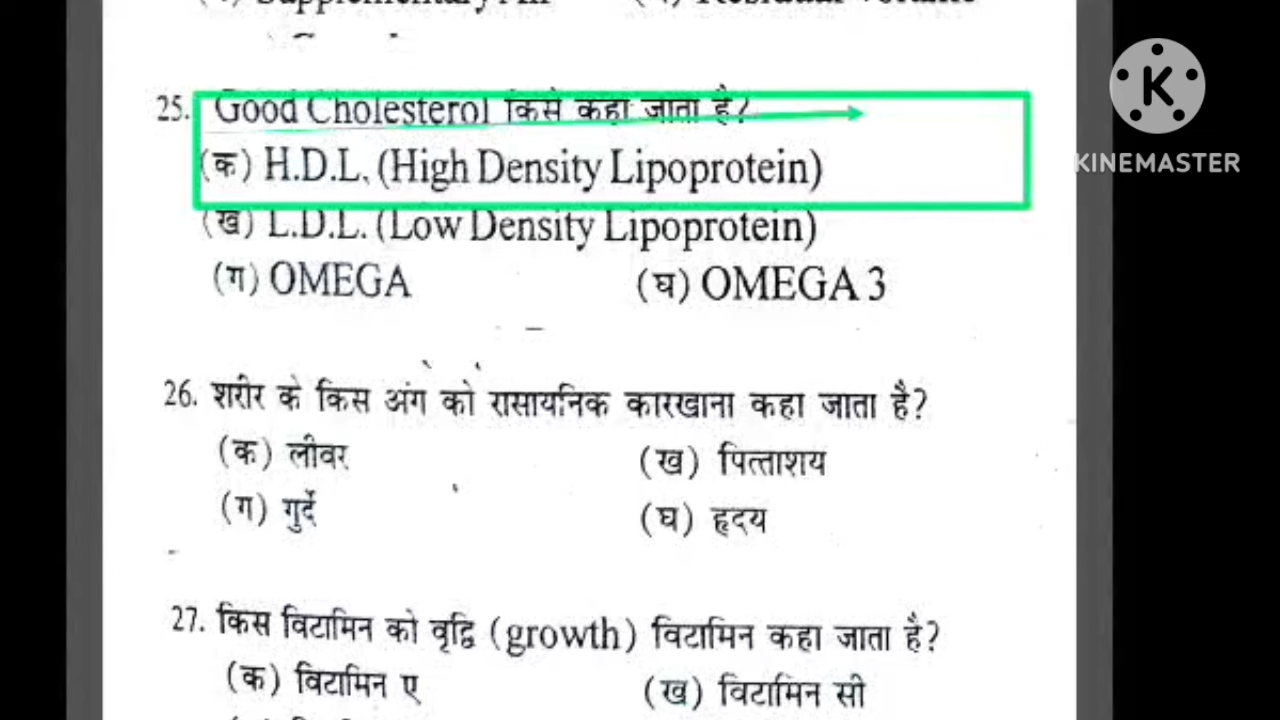 25. Good Cholesterol किसे कहा जाता है?
(क) H.D.L. (High Density Lipoprotein)
(ख) L.D.L. (Low Density Lipoprotein)
(ग) OMEGA (घ) OMEGA 3
26. शरीर के किस अंग को रासायनिक कारखाना कहा जाता है?
(क) लीवर (ख) पित्ताशय
(ग) गुर्दे (घ) हृदय
27. किस विटामिन को वृद्धि (growth) विटामिन कहा जाता है?
(क) विटामिन ए (ख) विटामिन सी
KINEMASTER